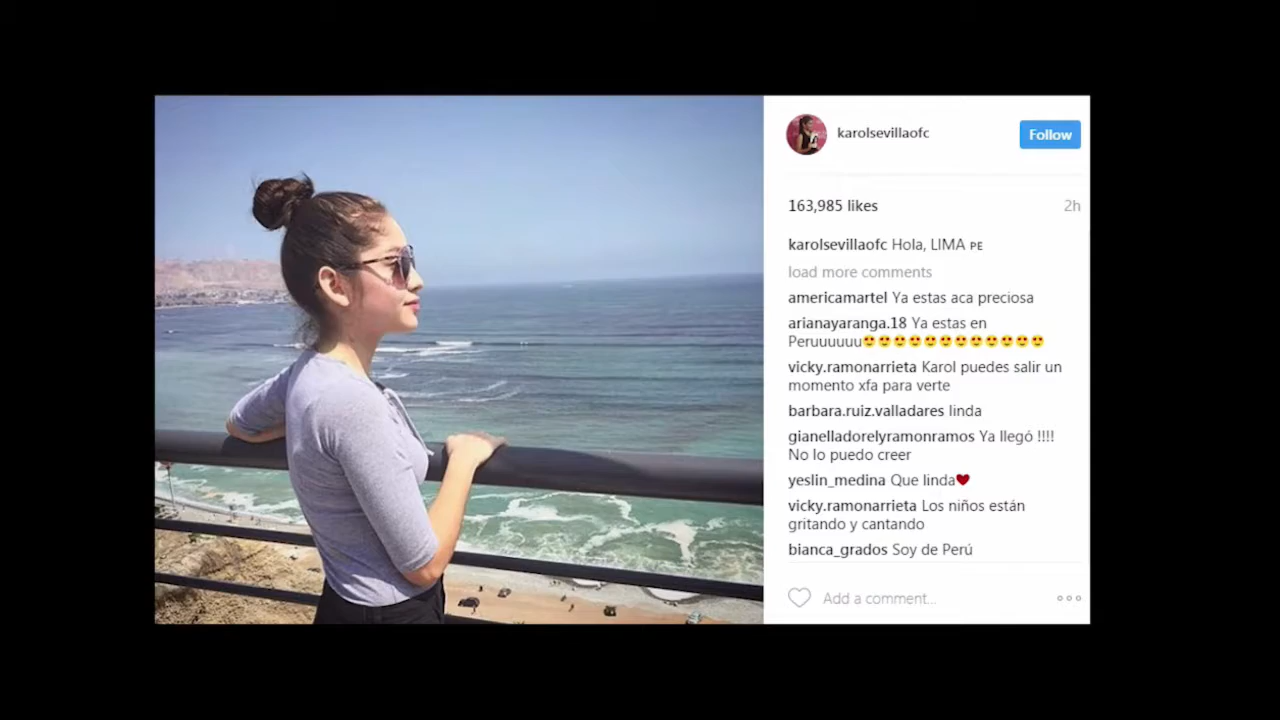 karolsevillaofc
Follow
163,985 likes
2h
karolsevillaofc Hola, LIMA PE
load more comments
americamartel Ya estas aca preciosa
arianayaranga.18 Ya estas en
Peruuuuuu😍😍😍😍😍😍😍😍😍😍😍😍
vicky.ramonarrieta Karol puedes salir un
momento xfa para verte
barbara.ruiz.valladares linda
gianelladorelyramonramos Ya llegó !!!!
No lo puedo creer
yeslin_medina Que linda❤
vicky.ramonarrieta Los niños están
gritando y cantando
bianca_grados Soy de Perú
Add a comment...